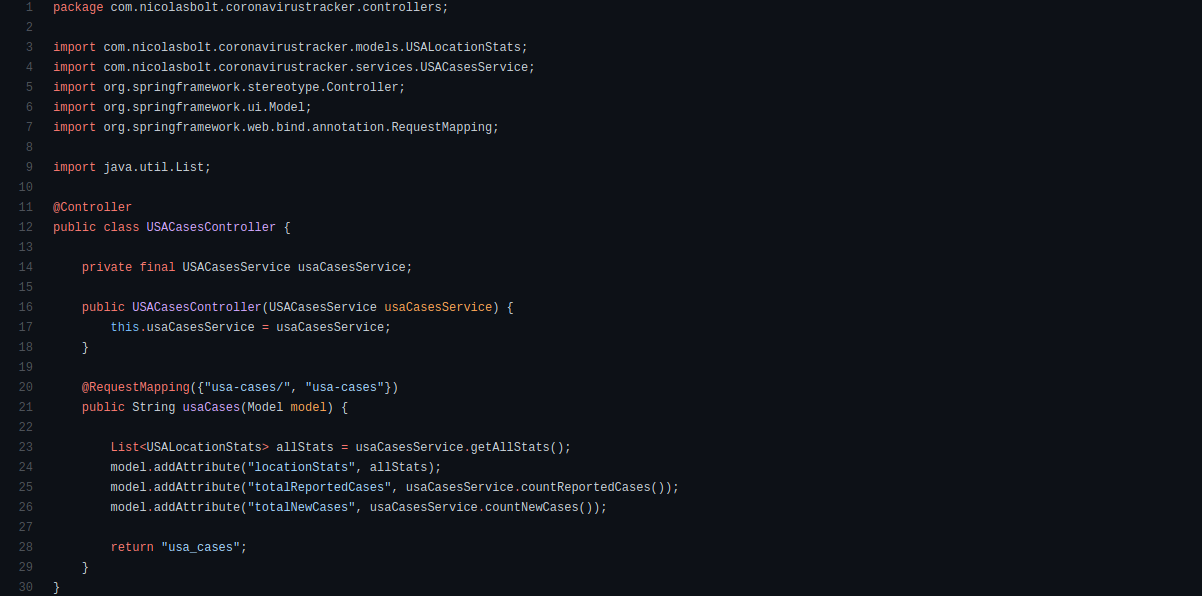 1 package com.nicolasbolt.coronavirustracker.controllers;
2
3 import com.nicolasbolt.coronavirustracker.models.USALocationStats;
4 import com.nicolasbolt.coronavirustracker.services.USACasesService;
5 import org.springframework.stereotype.Controller;
6 import org.springframework.ui.Model;
7 import org.springframework.web.bind.annotation.RequestMapping;
8
9 import java.util.List;
10
11 @Controller
12 public class USACasesController {
13
14     private final USACasesService usaCasesService;
15
16     public USACasesController(USACasesService usaCasesService) {
17         this.usaCasesService = usaCasesService;
18     }
19
20     @RequestMapping({"usa-cases/", "usa-cases"})
21     public String usaCases(Model model) {
22
23         List<USALocationStats> allStats = usaCasesService.getAllStats();
24         model.addAttribute("locationStats", allStats);
25         model.addAttribute("totalReportedCases", usaCasesService.countReportedCases());
26         model.addAttribute("totalNewCases", usaCasesService.countNewCases());
27
28         return "usa_cases";
29     }
30 }